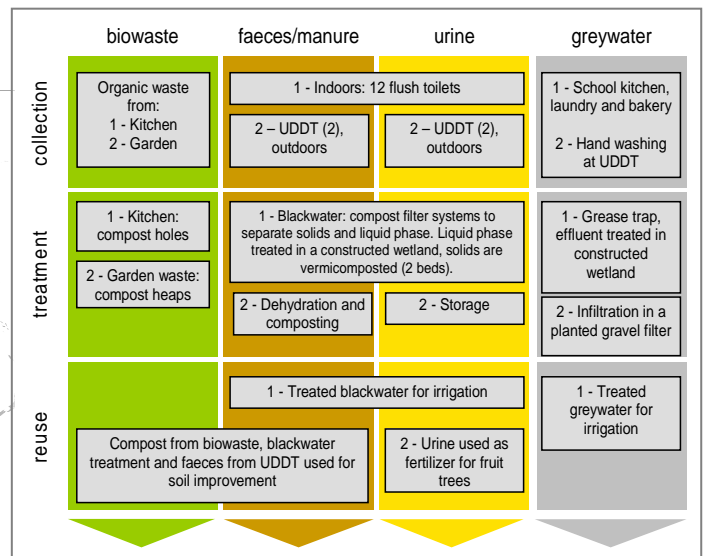 biowaste
faeces/manure
urine
greywater
collection
Organic waste
from:
1 - Kitchen
2 - Garden
1 - Indoors: 12 flush toilets
2 – UDDT (2),
outdoors
2 – UDDT (2),
outdoors
1 - School kitchen,
laundry and bakery
2 - Hand washing
at UDDT
treatment
1 - Kitchen:
compost holes
2 - Garden waste:
compost heaps
1 - Blackwater: compost filter systems to
separate solids and liquid phase. Liquid phase
treated in a constructed wetland, solids are
vermicomposted (2 beds).
2 - Dehydration and
composting
2 - Storage
1 - Grease trap,
effluent treated in
constructed
wetland
2 - Infiltration in a
planted gravel filter
reuse
1 - Treated blackwater for irrigation
Compost from biowaste, blackwater
treatment and faeces from UDDT used for
soil improvement
2 - Urine used as
fertilizer for fruit
trees
1 - Treated
greywater for
irrigation